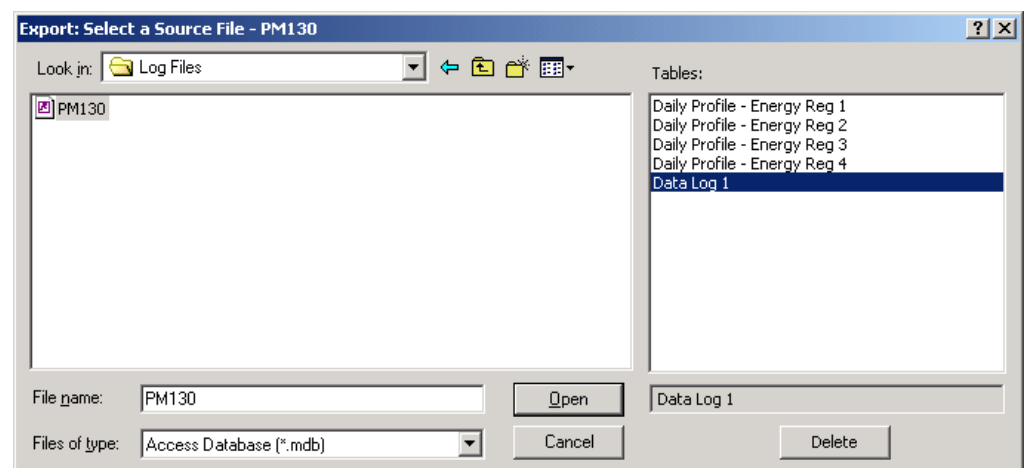 Export: Select a Source File - PM130
Look in: Log Files
Tables:
PM130
Daily Profile - Energy Reg 1
Daily Profile - Energy Reg 2
Daily Profile - Energy Reg 3
Daily Profile - Energy Reg 4
Data Log 1
File name: PM130 Open Data Log 1
Files of type: Access Database (*.mdb) Cancel Delete